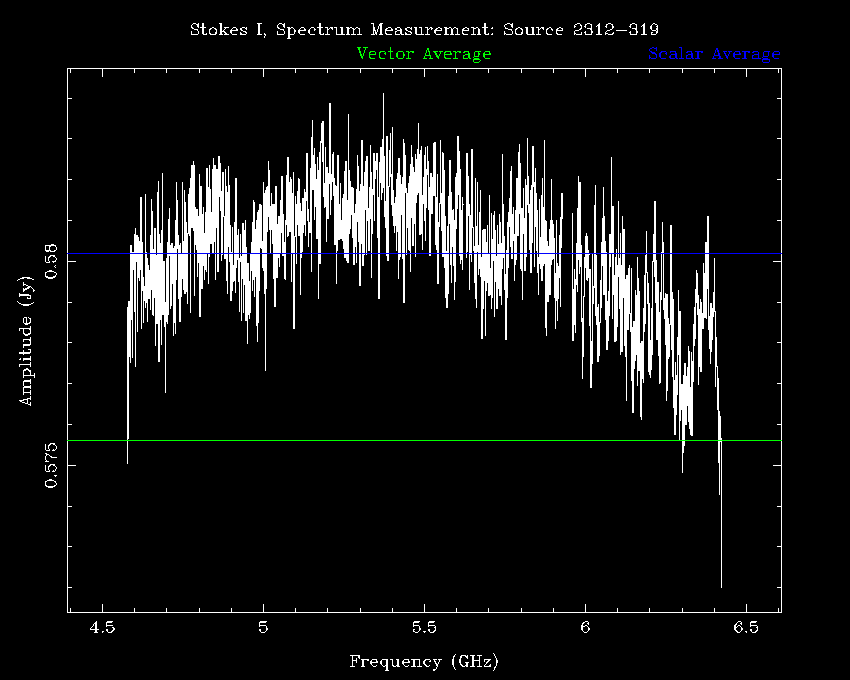 Stokes I, Spectrum Measurement: Source 2312−319
Vector Average Scalar Average
0.58
0.575
Amplitude (Jy)
4.5 5 5.5 6 6.5
Frequency (GHz)